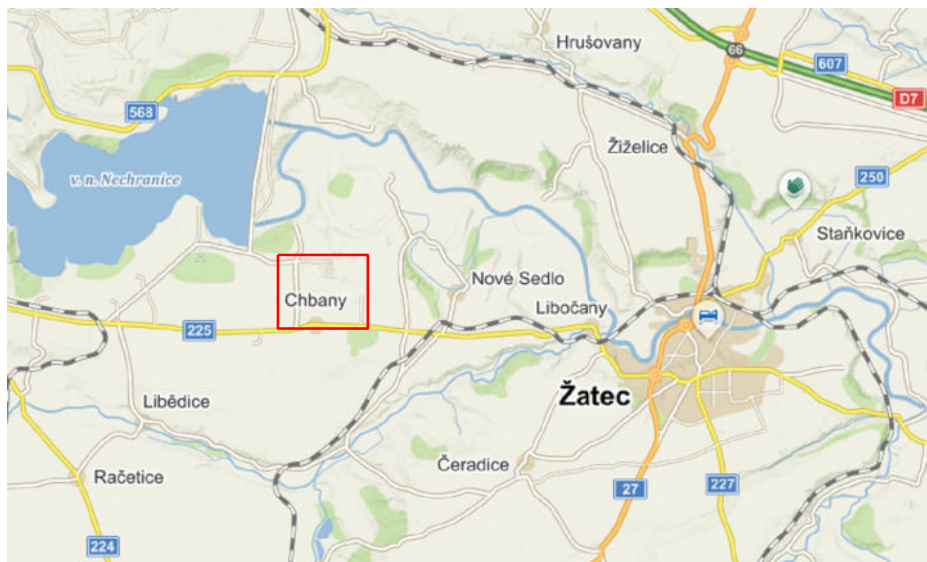 Hrušovany
66
607
D7
568
Žiželice
v. n. Nechranice
250
Staňkovice
Nové Sedlo
Chbany
Libočany
225
Žatec
Libědice
Čeradice
Račetice
27
227
224